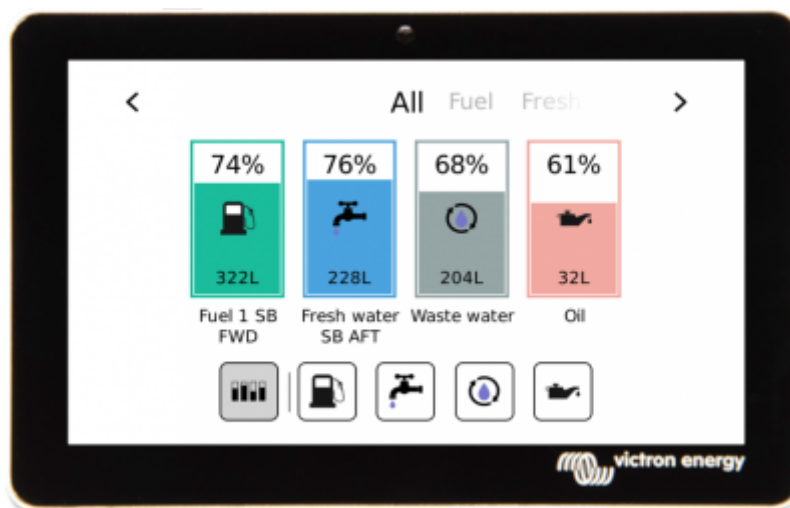 All Fuel Fresh
74% 76% 68% 61%
322L 228L 204L 32L
Fuel 1 SB Fresh water Waste water Oil
FWD SB AFT
victron energy